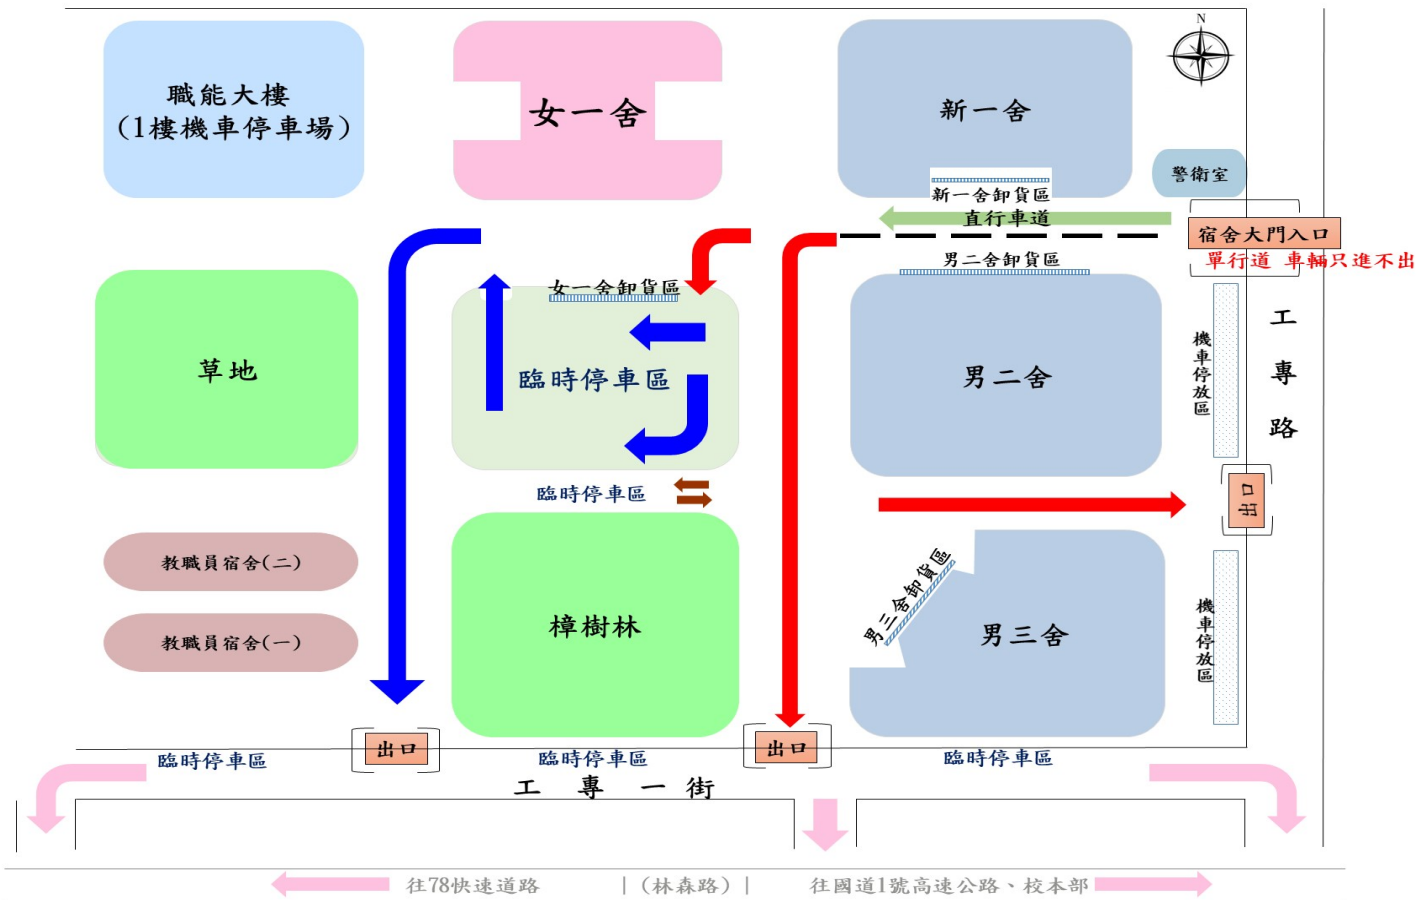 N
職能大樓
(1樓機車停車場)
女一舍
新一舍
警衛室
新一舍卸貨區
直行車道
宿舍大門入口
單行道 車輛只進不出
男二舍卸貨區
女一舍卸貨區
草地
臨時停車區
男二舍
機車停放區
工專路
臨時停車區
出口
教職員宿舍(二)
教職員宿舍(一)
樟樹林
男三舍卸貨區
男三舍
機車停放區
出口
出口
臨時停車區
臨時停車區
臨時停車區
工專一街
往78快速道路
|(林森路)|
往國道1號高速公路、校本部